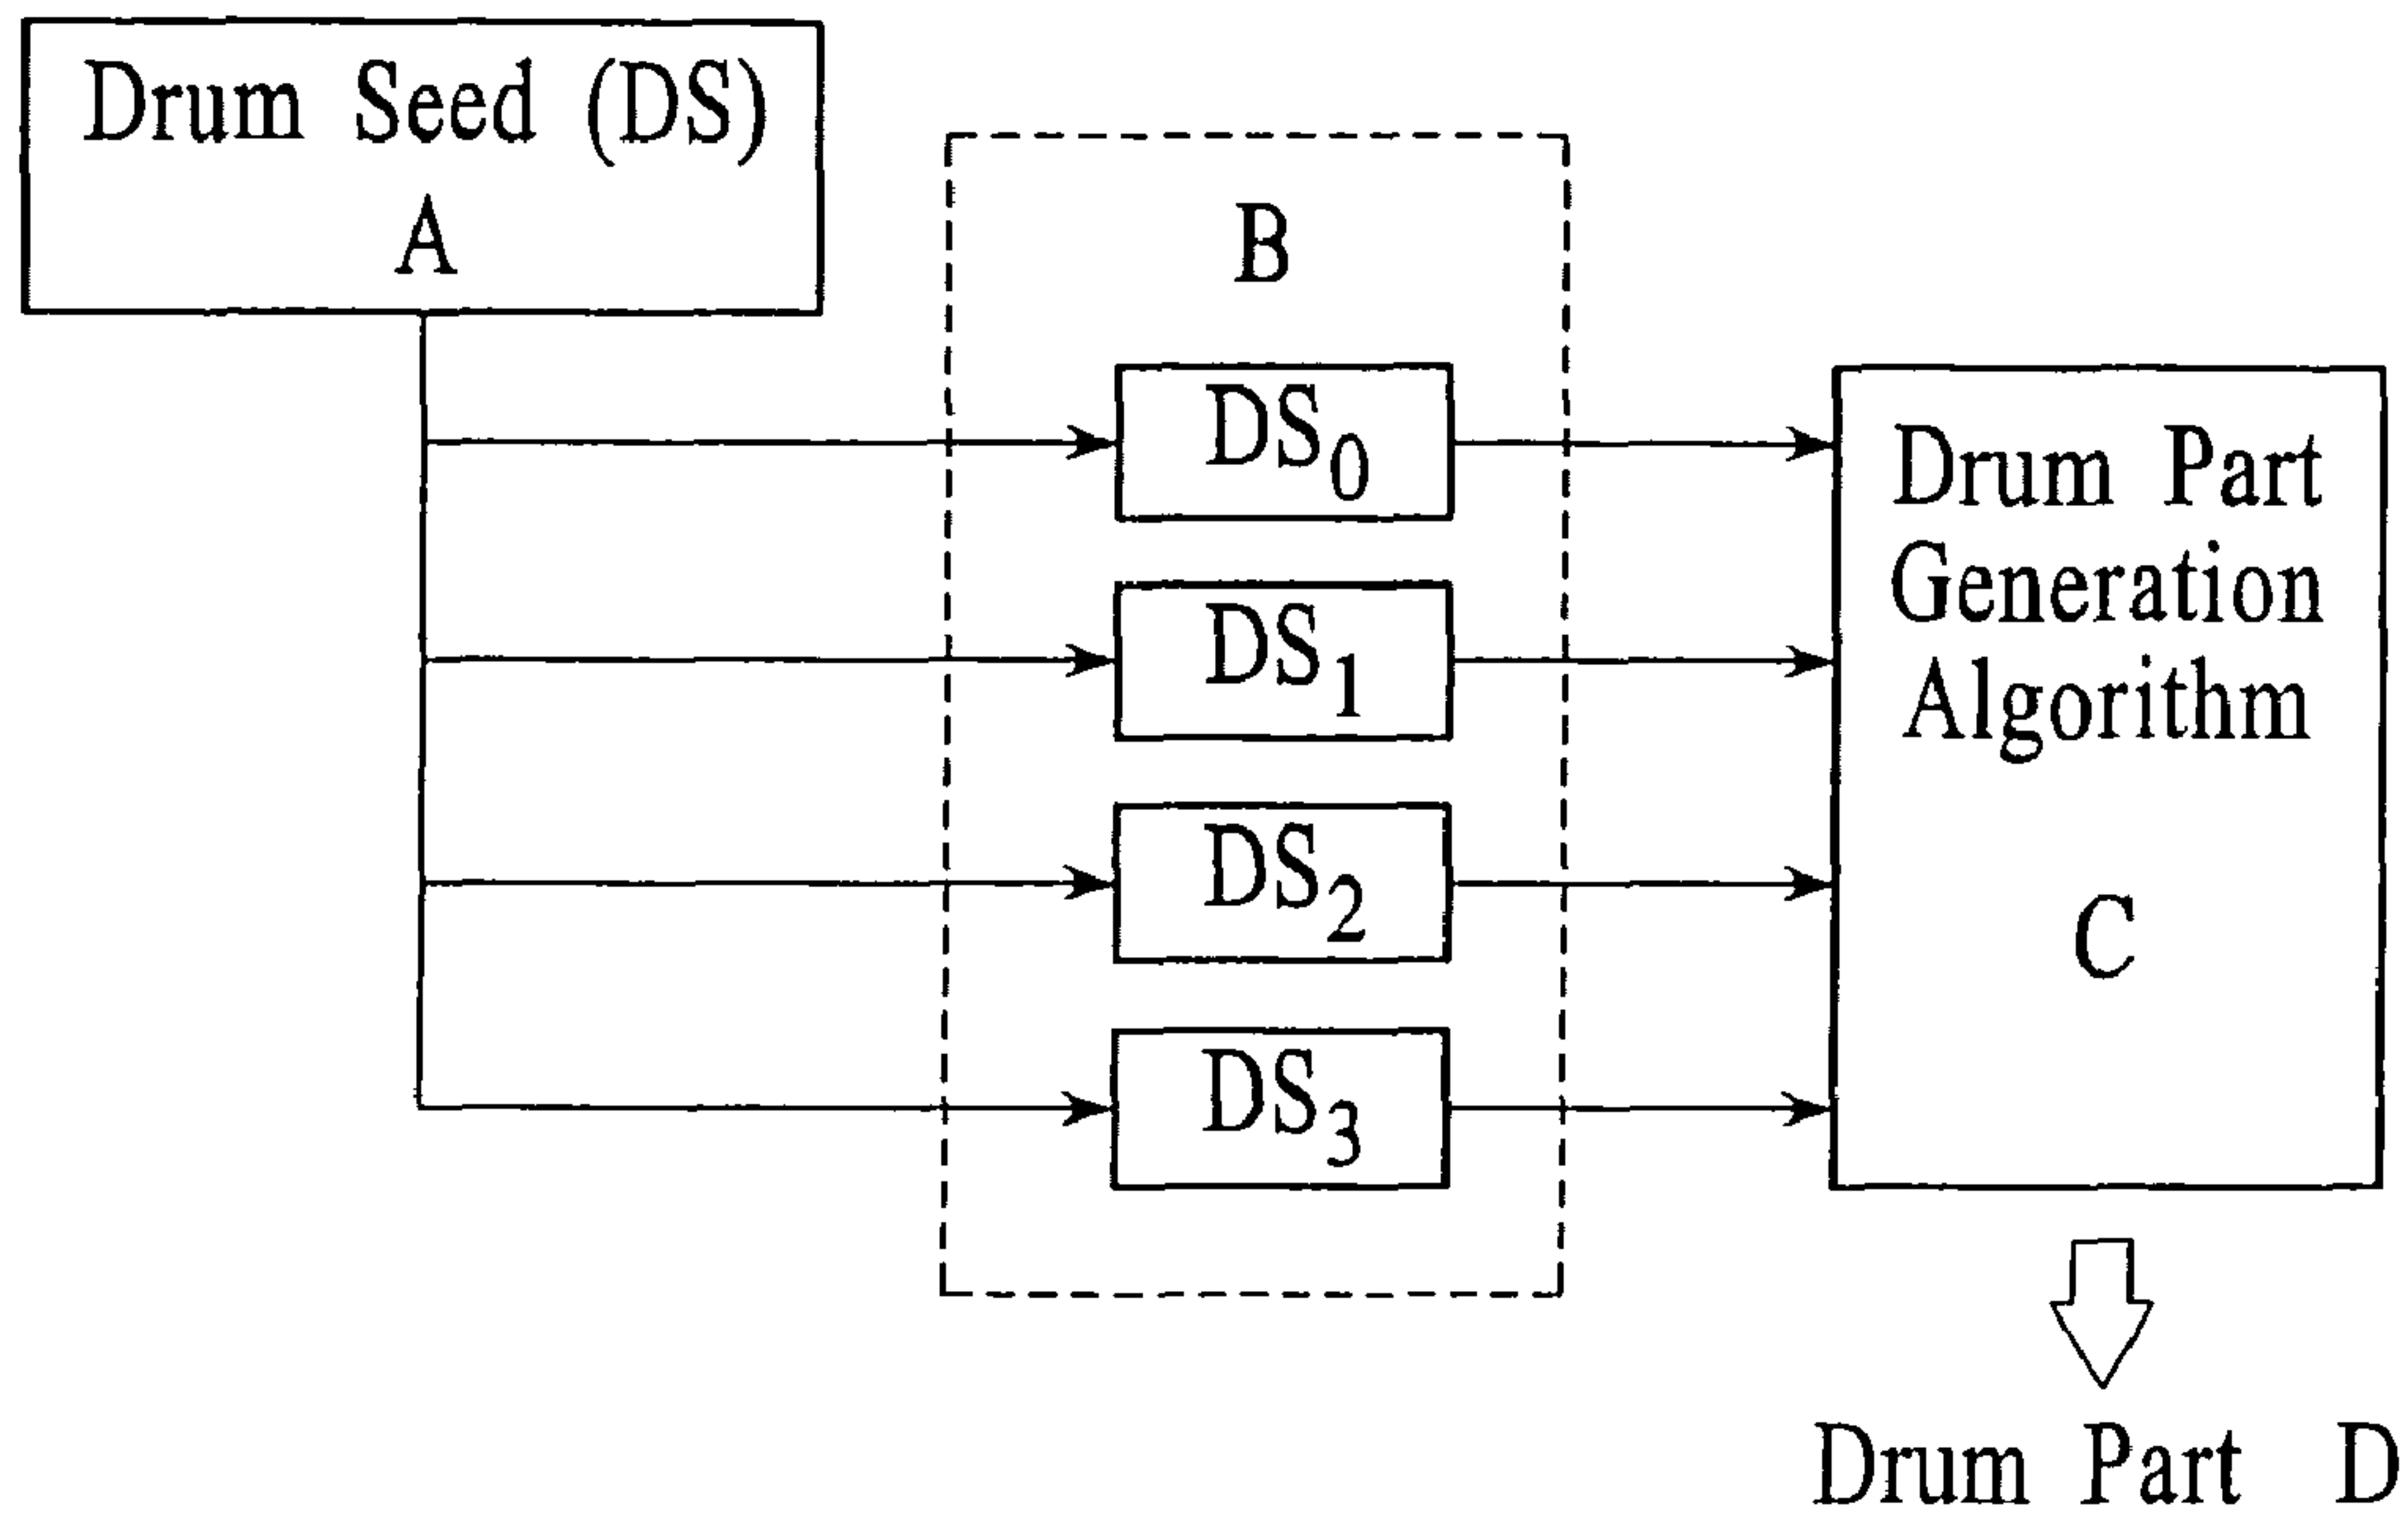 Drum Seed (DS)
A
B
DS0
DS1
DS2
DS3
Drum Part
Generation
Algorithm
C
Drum Part D